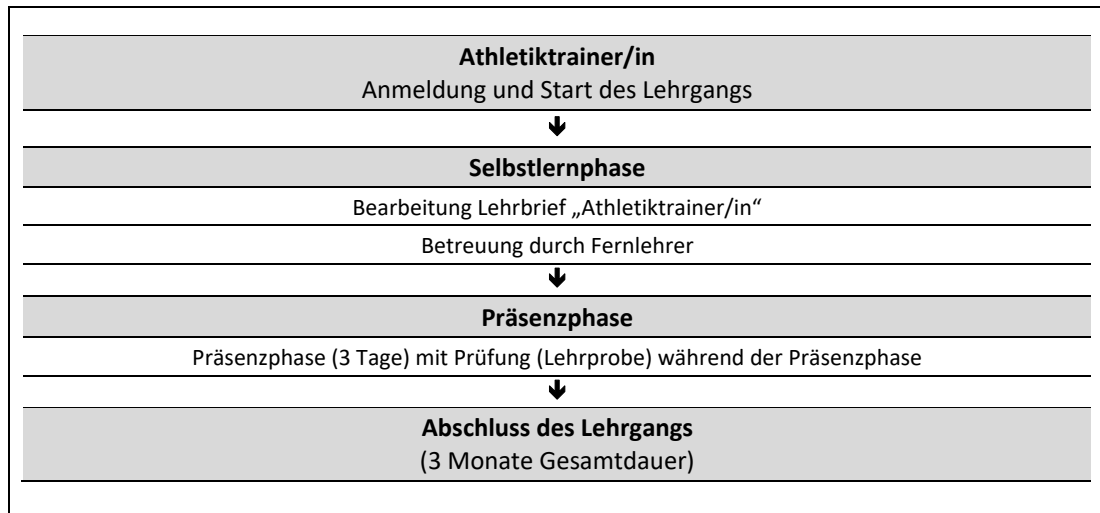 Athletiktrainer/in
Anmeldung und Start des Lehrgangs
Selbstlernphase
Bearbeitung Lehrbrief „Athletiktrainer/in“
Betreuung durch Fernlehrer
Präsenzphase
Präsenzphase (3 Tage) mit Prüfung (Lehrprobe) während der Präsenzphase
Abschluss des Lehrgangs
(3 Monate Gesamtdauer)